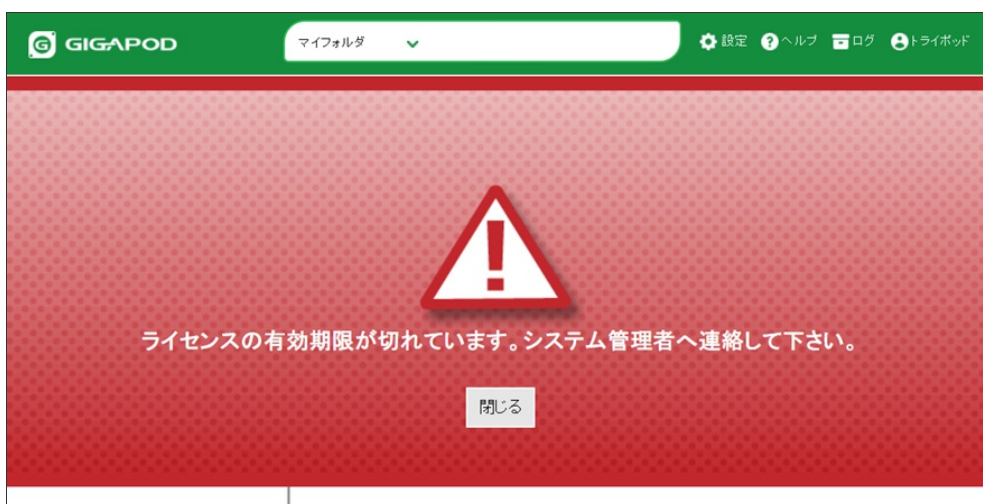 GIGAPOD
マイフォルダ
設定
ヘルプ
ログ
トライポッド
ライセンスの有効期限が切れています。システム管理者へ連絡して下さい。
閉じる